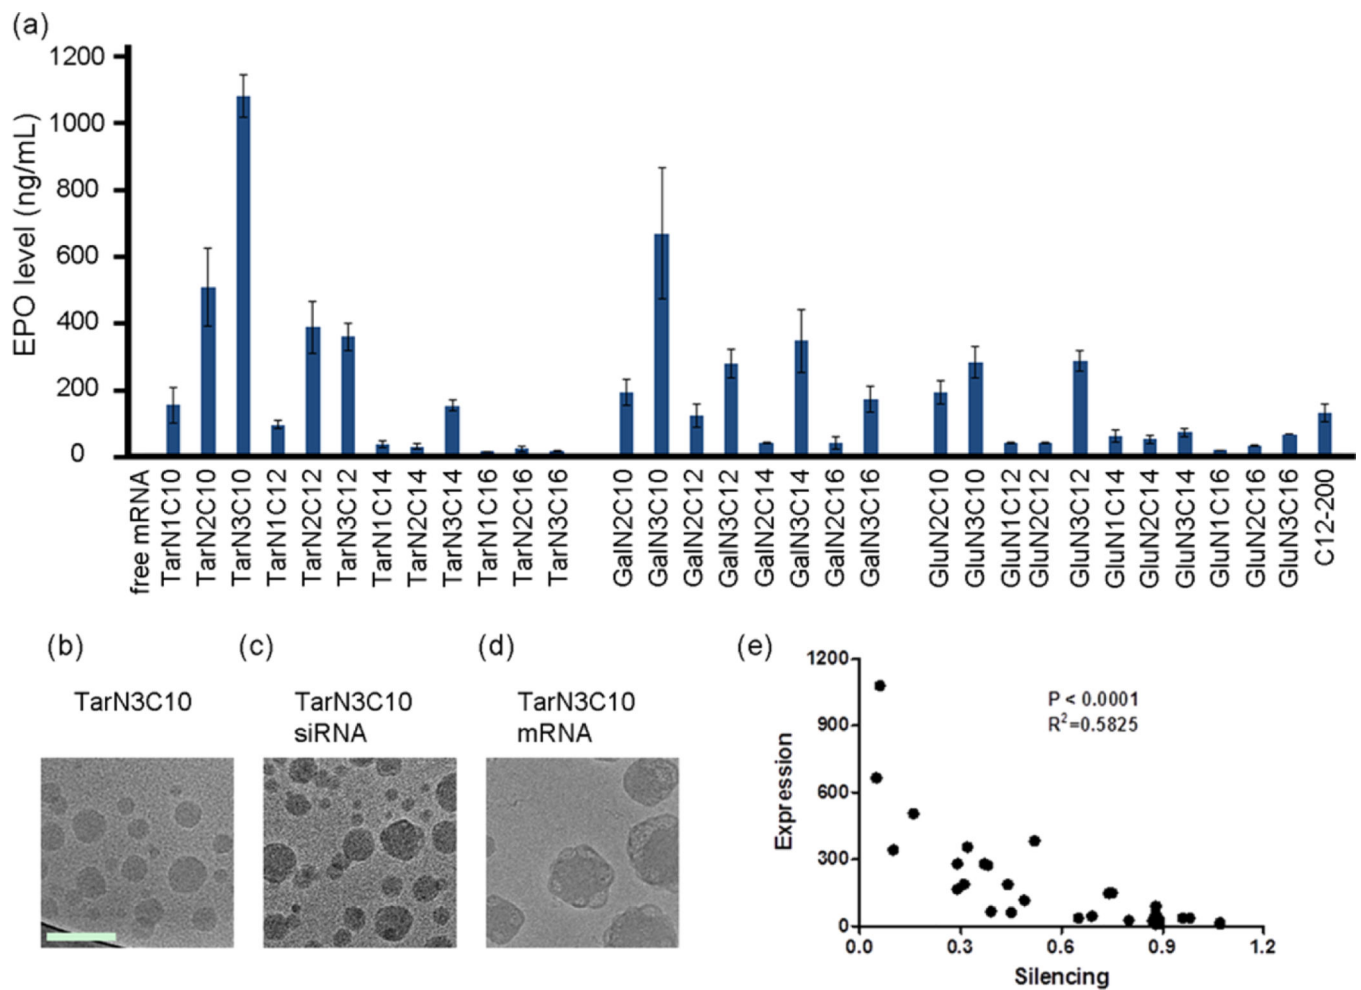 (a)
EPO level (ng/mL)
1200
1000
800
600
400
200
0
free mRNA
TarN1C10
TarN2C10
TarN3C10
TarN1C12
TarN2C12
TarN3C12
TarN1C14
TarN2C14
TarN3C14
TarN1C16
TarN2C16
TarN3C16
GalN2C10
GalN3C10
GalN2C12
GalN3C12
GalN2C14
GalN3C14
GalN2C16
GalN3C16
GluN2C10
GluN3C10
GluN1C12
GluN2C12
GluN3C12
GluN1C14
GluN2C14
GluN3C14
GluN1C16
GluN2C16
GluN3C16
C12-200
(b)
TarN3C10
(c)
TarN3C10
siRNA
(d)
TarN3C10
mRNA
(e)
Expression
1200
900
600
300
0
P < 0.0001
R²=0.5825
0.0 0.3 0.6 0.9 1.2
Silencing